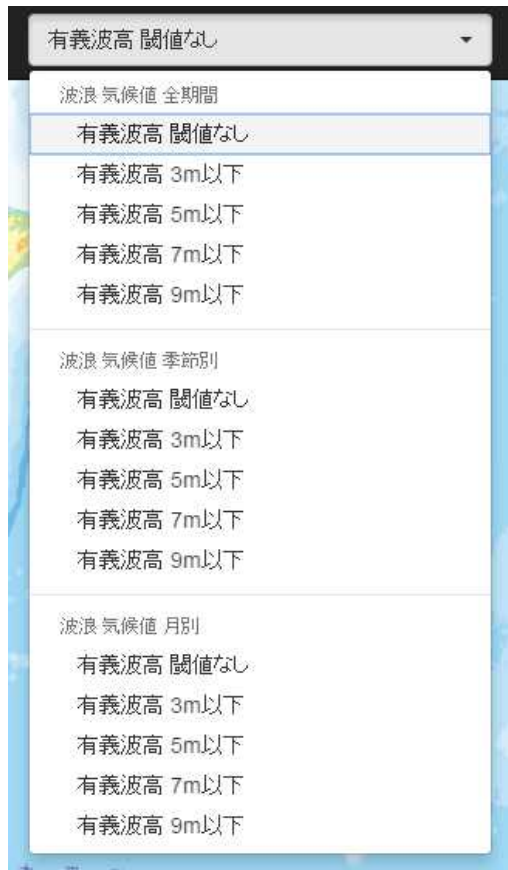 有義波高 閾値なし
波浪 気候値 全期間
有義波高 閾値なし
有義波高 3m以下
有義波高 5m以下
有義波高 7m以下
有義波高 9m以下
波浪 気候値 季節別
有義波高 閾値なし
有義波高 3m以下
有義波高 5m以下
有義波高 7m以下
有義波高 9m以下
波浪 気候値 月別
有義波高 閾値なし
有義波高 3m以下
有義波高 5m以下
有義波高 7m以下
有義波高 9m以下